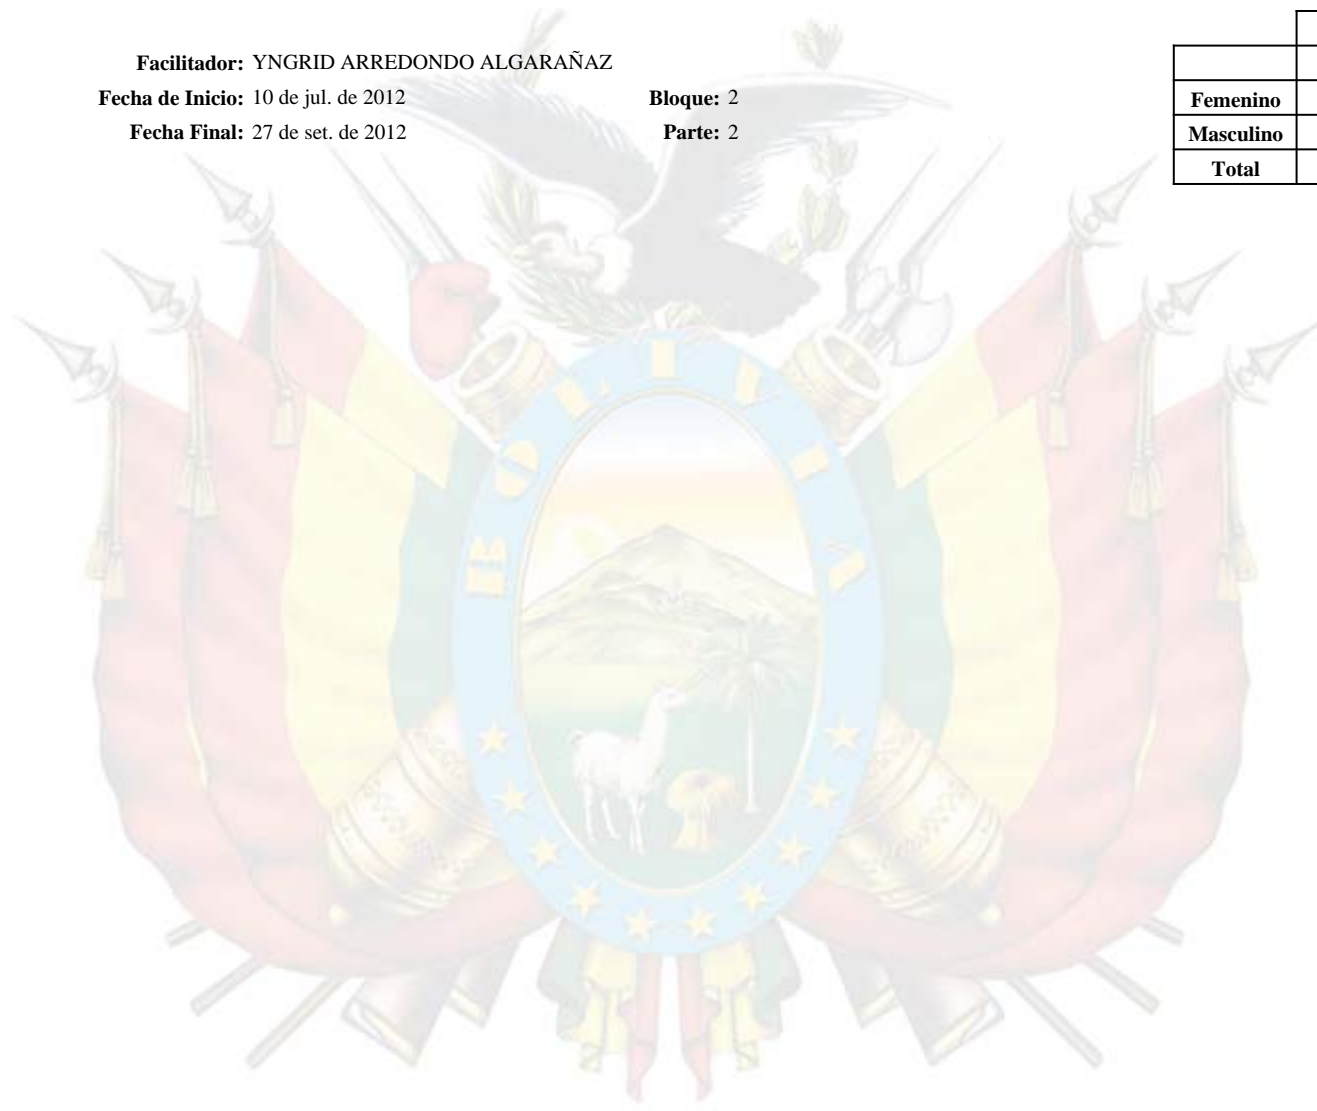 Facilitador: YNGRID ARREDONDO ALGARAÑAZ
Fecha de Inicio: 10 de jul. de 2012 Bloque: 2
Fecha Final: 27 de set. de 2012 Parte: 2
Femenino
Masculino
Total
BOLIVIA